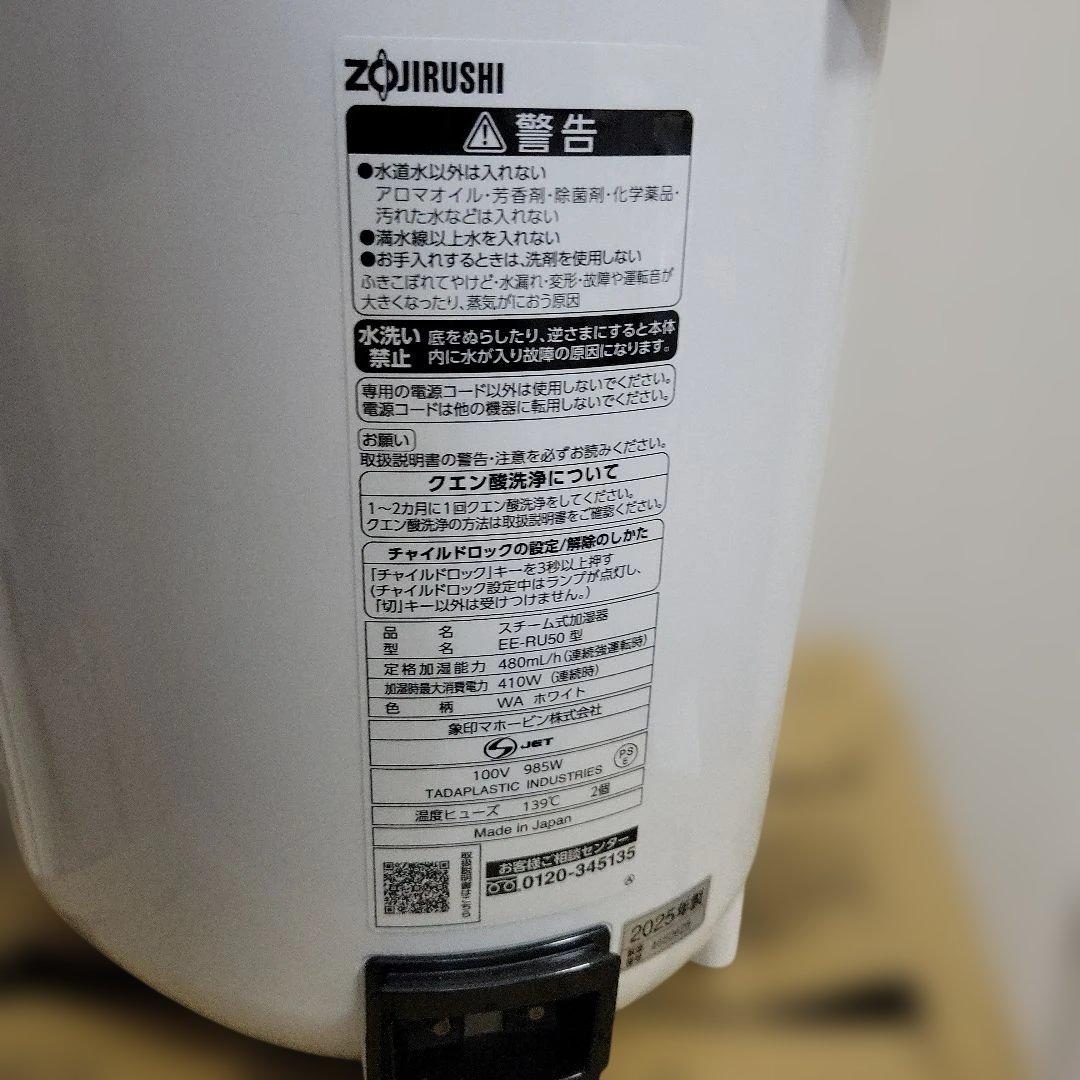 ZOJIRUSHI
警告
●水道水以外は入れない
アロマオイル・芳香剤・除菌剤・化学薬品・
汚れた水などは入れない
●満水線以上水を入れない
●お手入れするときは、洗剤を使用しない
ふきこぼれてやけど・水漏れ・変形・故障や運転音が
大きくなったり、蒸気がにおう原因
水洗い禁止
底をぬらしたり、逆さまにすると本体
内に水が入り故障の原因になります。
専用の電源コード以外は使用しないでください。
電源コードは他の機器に転用しないでください。
お願い
取扱説明書の警告・注意を必ずお読みください。
クエン酸洗浄について
1〜2カ月に1回クエン酸洗浄をしてください。
クエン酸洗浄の方法は取扱説明書をご確認ください。
チャイルドロックの設定/解除のしかた
「チャイルドロック」キーを3秒以上押す
(チャイルドロック設定中はランプが点灯し、
「切」キー以外は受けつけません。)
品名 スチーム式加湿器
型名 EE-RU50 型
定格加湿能力 480mL/h(連続強運転時)
加湿時最大消費電力 410W (連続時)
色柄 WA ホワイト
象印マホービン株式会社
S JET
100V 985W
PS E
TADAPLASTIC INDUSTRIES
温度ヒューズ 139℃ 2個
Made in Japan
取扱説明書はこちら
お客様ご相談センター
0120-345135
Ⓐ
2025年製